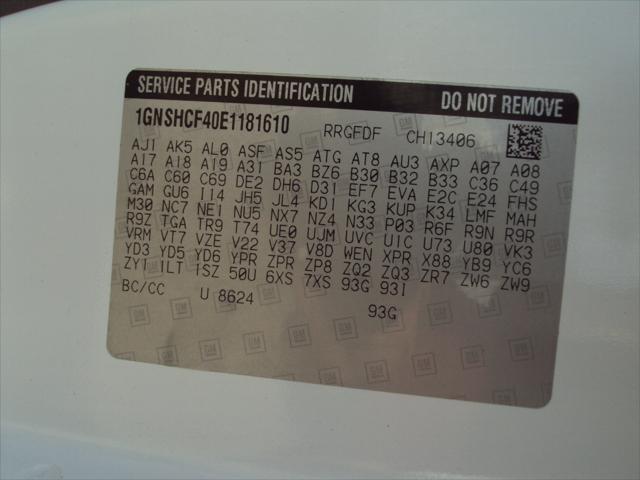 SERVICE PARTS IDENTIFICATION DO NOT REMOVE
1GNSHCF40E1181610 RRGFDF CH13406
AJ1 AK5 AL0 ASF AS5 ATG AT8 AU3 AXP A07 A08
A17 A18 A19 A31 BA3 BZ6 B30 B32 B33 C36 C49
C6A C60 C69 DE2 DH6 D31 EF7 EVA E2C E24 FHS
GAM GU6 I14 JH5 JL4 KD1 KG3 KUP K34 LMF MAH
M30 NC7 NE1 NU5 NX7 NZ4 N33 P03 R6F R9N R9R
R9Z TGA TR9 T74 UE0 UJM UVC U1C U73 U80 VK3
VRM VT7 VZE V22 V37 V8D WEN XPR X88 YB9 YC6
YD3 YD5 YD6 YPR ZPR ZP8 ZQ2 ZQ3 ZR7 ZW6 ZW9
ZY1 1LT 1SZ 50U 6XS 7XS 93G 93I
BC/CC U 8624 93G